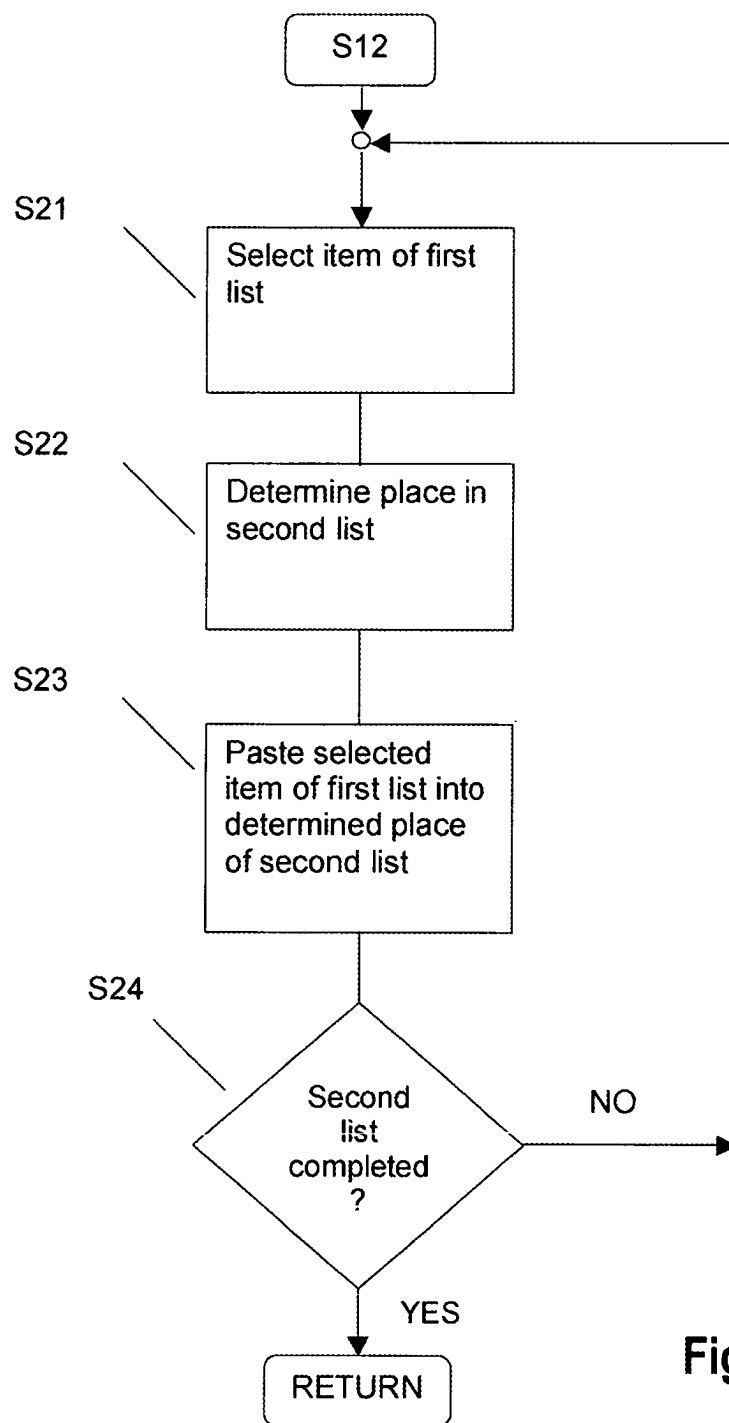 S12
S21
Select item of first
list
S22
Determine place in
second list
S23
Paste selected
item of first list into
determined place
of second list
S24
Second
list
completed
?
NO
YES
RETURN
Fig